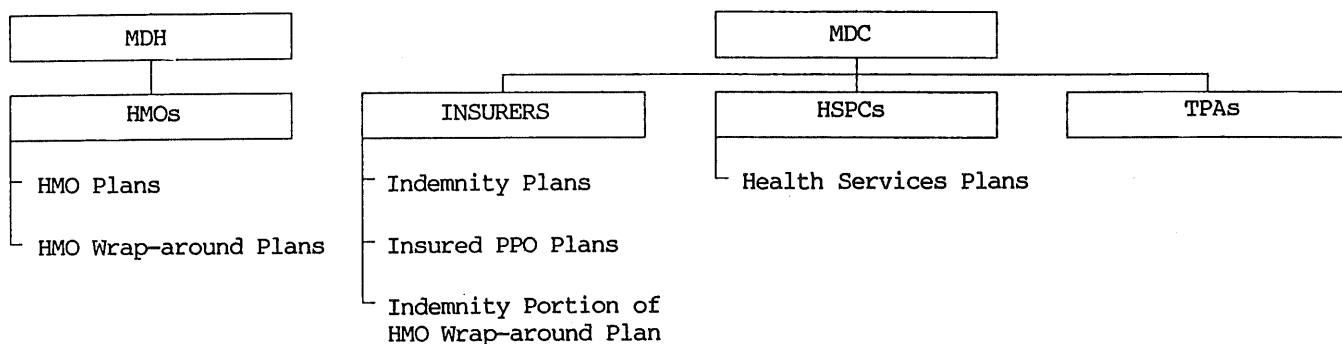 MDH
MDC
HMOs
INSURERS
HSPCs
TPAs
HMO Plans
Indemnity Plans
Health Services Plans
HMO Wrap-around Plans
Insured PPO Plans
Indemnity Portion of
HMO Wrap-around Plan